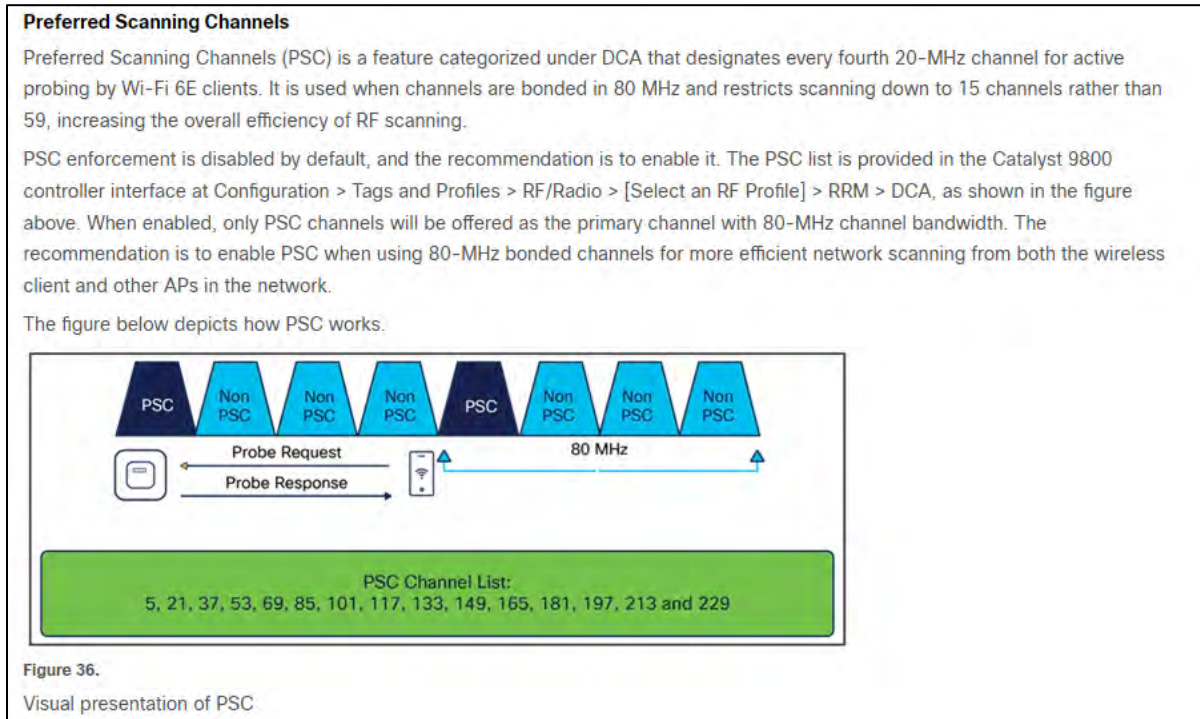 Preferred Scanning Channels
Preferred Scanning Channels (PSC) is a feature categorized under DCA that designates every fourth 20-MHz channel for active
probing by Wi-Fi 6E clients. It is used when channels are bonded in 80 MHz and restricts scanning down to 15 channels rather than
59, increasing the overall efficiency of RF scanning.
PSC enforcement is disabled by default, and the recommendation is to enable it. The PSC list is provided in the Catalyst 9800
controller interface at Configuration > Tags and Profiles > RF/Radio > [Select an RF Profile] > RRM > DCA, as shown in the figure
above. When enabled, only PSC channels will be offered as the primary channel with 80-MHz channel bandwidth. The
recommendation is to enable PSC when using 80-MHz bonded channels for more efficient network scanning from both the wireless
client and other APs in the network.
The figure below depicts how PSC works.
PSC
Non
PSC
Non
PSC
Non
PSC
PSC
Non
PSC
Non
PSC
Non
PSC
Probe Request
Probe Response
80 MHz
PSC Channel List:
5, 21, 37, 53, 69, 85, 101, 117, 133, 149, 165, 181, 197, 213 and 229
Figure 36.
Visual presentation of PSC